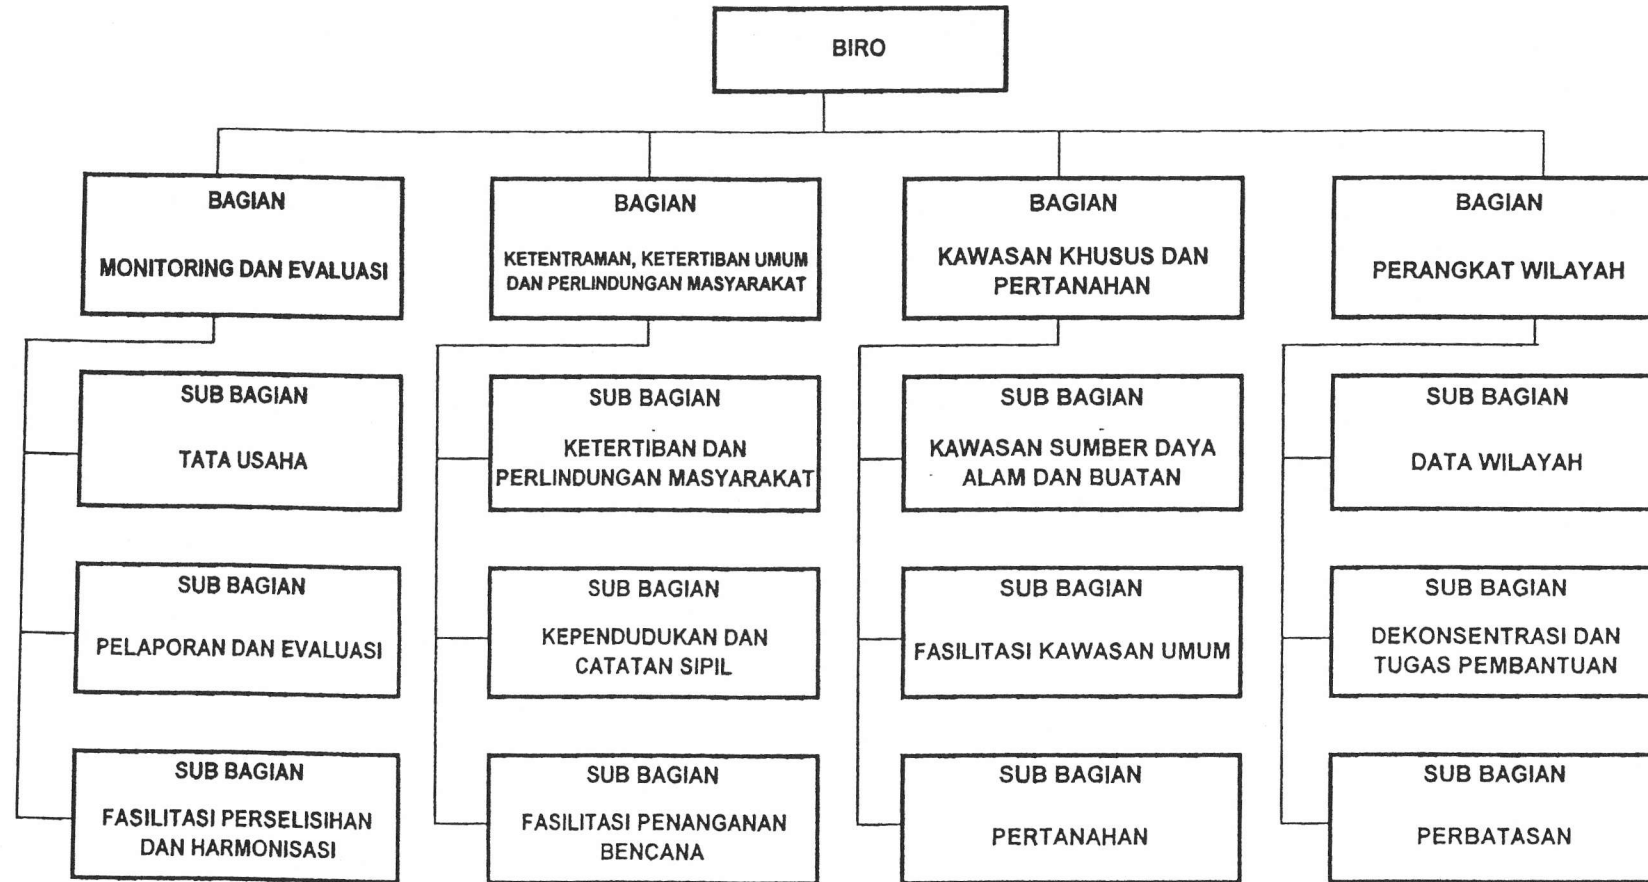 BIRO
BAGIAN
MONITORING DAN EVALUASI
BAGIAN
KETENTRAMAN, KETERTIBAN UMUM
DAN PERLINDUNGAN MASYARAKAT
BAGIAN
KAWASAN KHUSUS DAN
PERTANAHAN
BAGIAN
PERANGKAT WILAYAH
SUB BAGIAN
TATA USAHA
SUB BAGIAN
KETERTIBAN DAN
PERLINDUNGAN MASYARAKAT
SUB BAGIAN
KAWASAN SUMBER DAYA
ALAM DAN BUATAN
SUB BAGIAN
DATA WILAYAH
SUB BAGIAN
PELAPORAN DAN EVALUASI
SUB BAGIAN
KEPENDUDUKAN DAN
CATATAN SIPIL
SUB BAGIAN
FASILITASI KAWASAN UMUM
SUB BAGIAN
DEKONSENTRASI DAN
TUGAS PEMBANTUAN
SUB BAGIAN
FASILITASI PERSELISIHAN
DAN HARMONISASI
SUB BAGIAN
FASILITASI PENANGANAN
BENCANA
SUB BAGIAN
PERTANAHAN
SUB BAGIAN
PERBATASAN